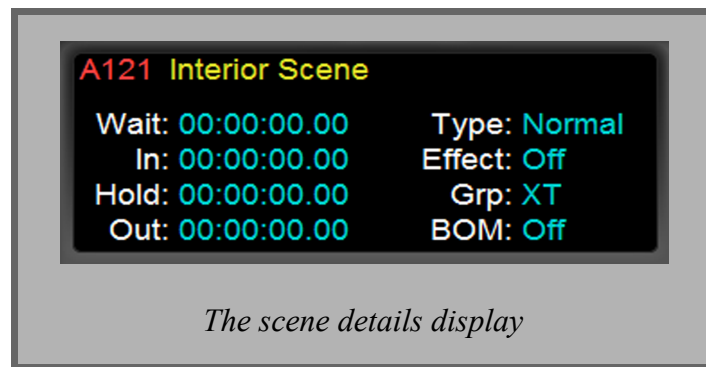 A121 Interior Scene
Wait: 00:00:00.00 Type: Normal
In: 00:00:00.00 Effect: Off
Hold: 00:00:00.00 Grp: XT
Out: 00:00:00.00 BOM: Off
The scene details display